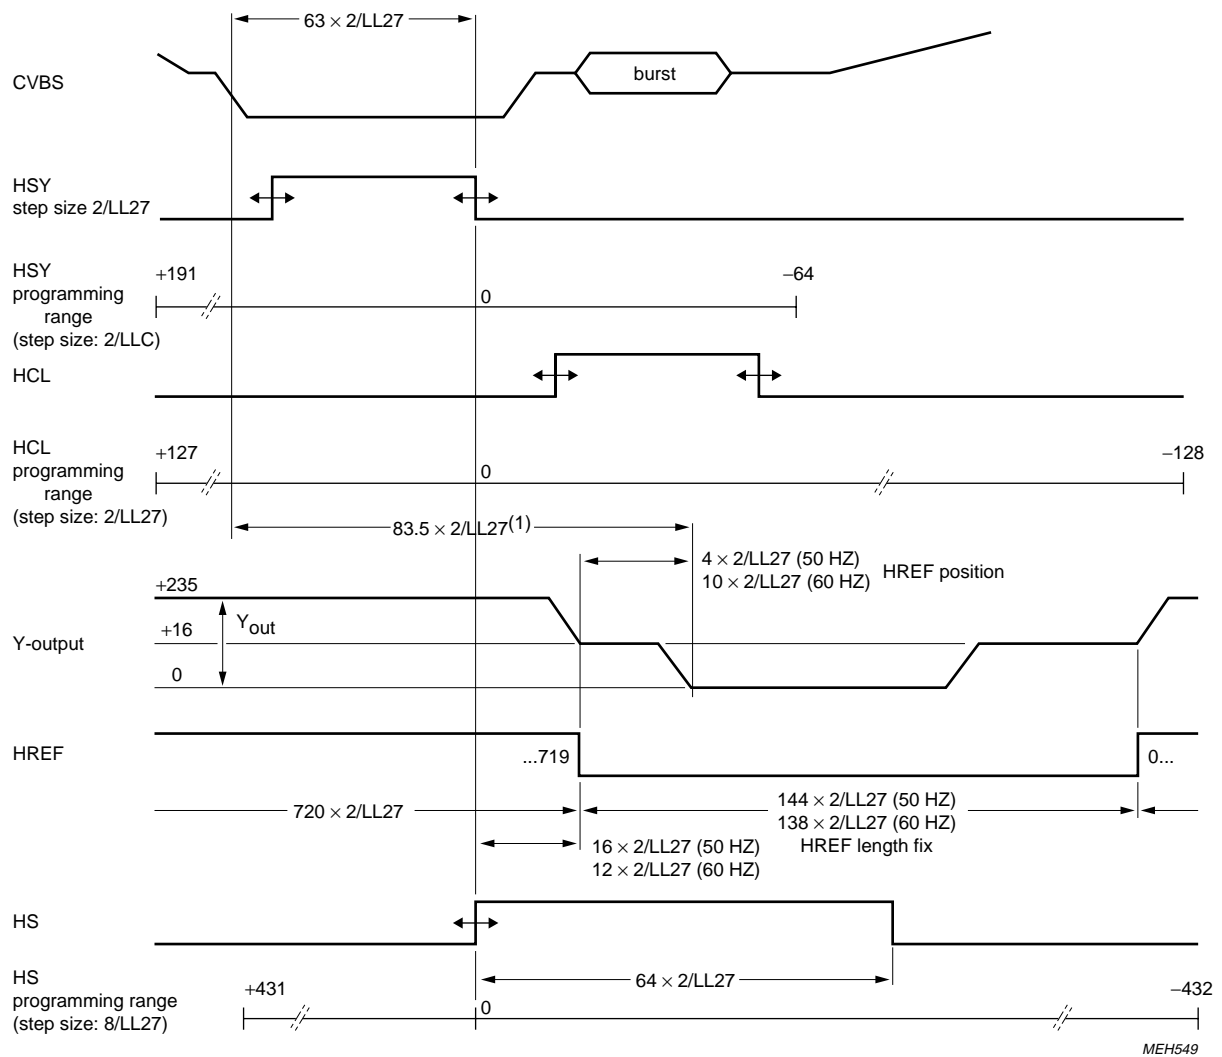 63 × 2/LL27
CVBS
burst
HSY
step size 2/LL27
HSY
programming
range
(step size: 2/LLC)
+191
0
−64
HCL
HCL
programming
range
(step size: 2/LL27)
+127
0
−128
83.5 × 2/LL27(1)
4 × 2/LL27 (50 HZ)
10 × 2/LL27 (60 HZ)
HREF position
+235
Y-output
+16
Yout
0
HREF
...719
0...
720 × 2/LL27
144 × 2/LL27 (50 HZ)
138 × 2/LL27 (60 HZ)
HREF length fix
16 × 2/LL27 (50 HZ)
12 × 2/LL27 (60 HZ)
HS
64 × 2/LL27
HS
programming range
(step size: 8/LL27)
+431
0
−432
MEH549